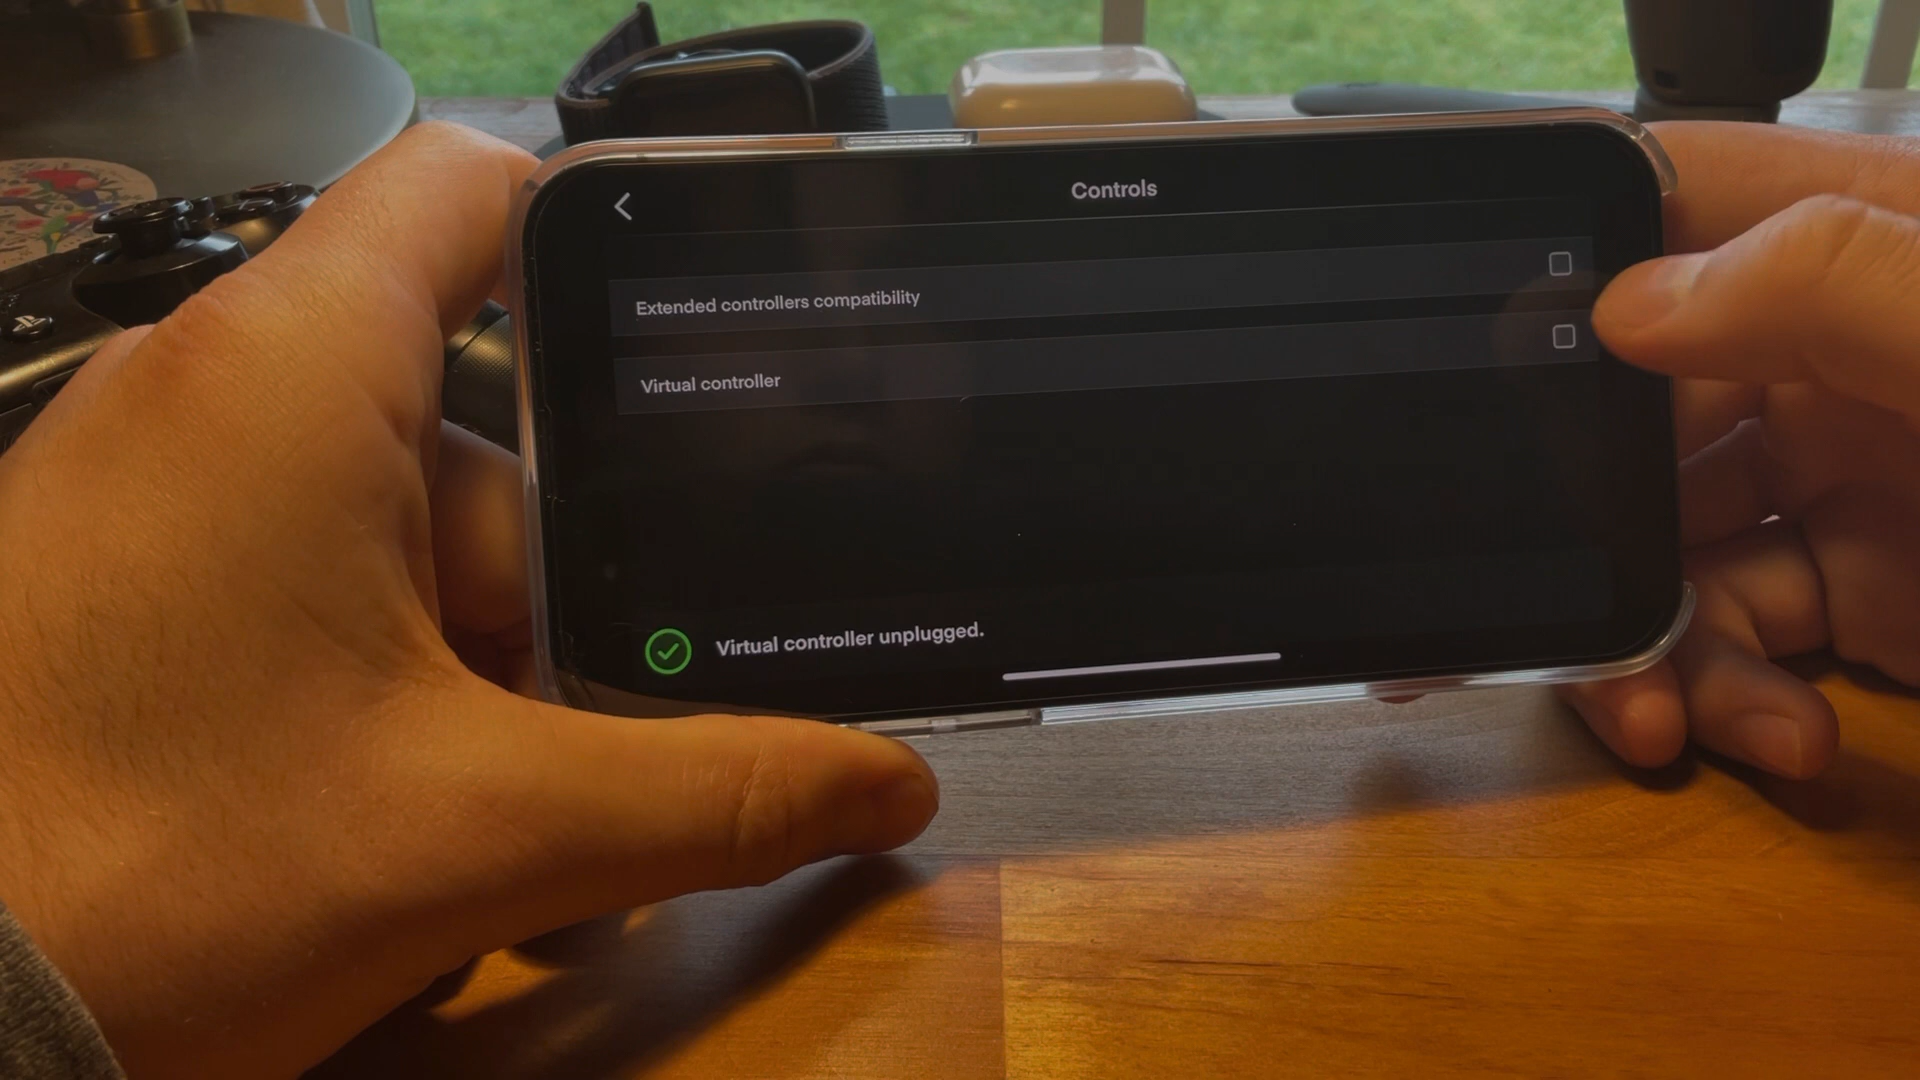 Controls
Extended controllers compatibility
Virtual controller
Virtual controller unplugged.